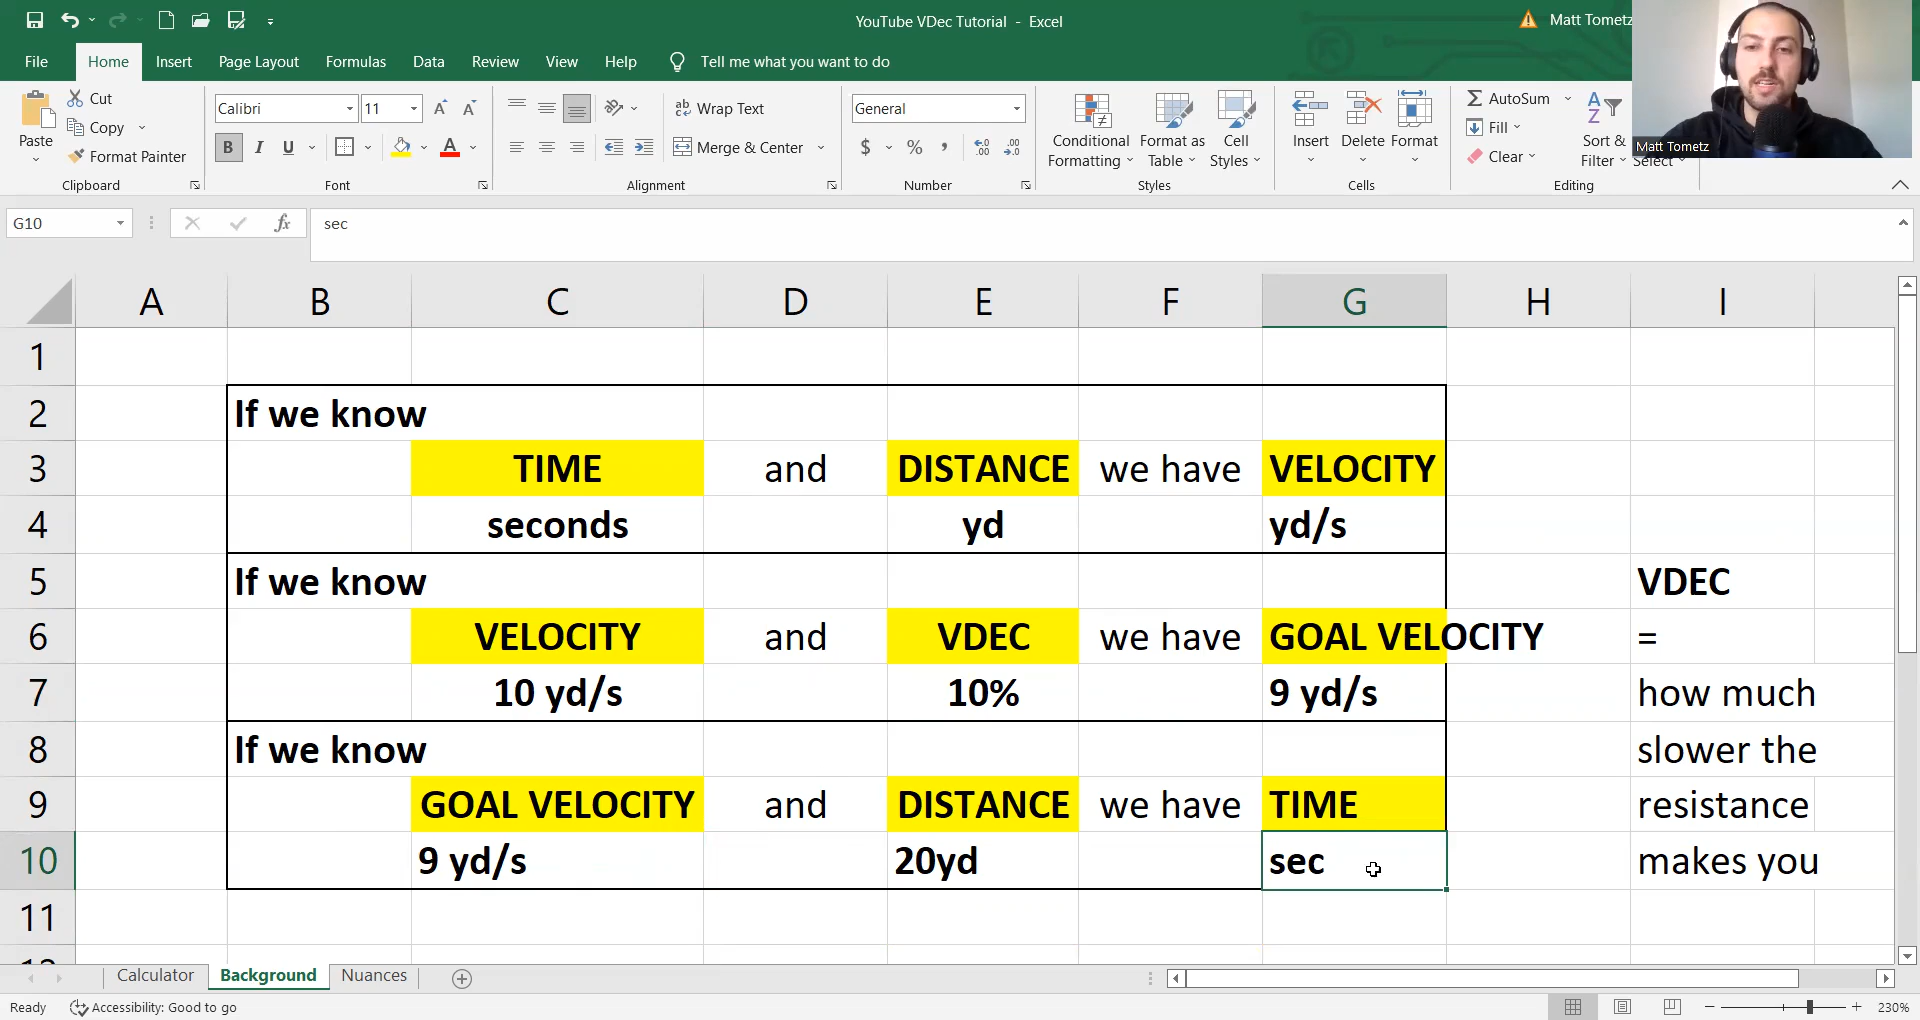 YouTube VDec Tutorial - Excel
Matt Tometz
File Home Insert Page Layout Formulas Data Review View Help Tell me what you want to do
Paste
Cut
Copy
Format Painter
Clipboard
Calibri 11
B I U
Font
Wrap Text
Merge & Center
Alignment
General
$ % ,
Number
Conditional Formatting
Format as Table
Cell Styles
Styles
Insert
Delete
Format
Cells
AutoSum
Fill
Clear
Sort & Filter
Select
Editing
Matt Tometz
G10
fx
sec
A B C D E F G H I
1
2 If we know
3 TIME and DISTANCE we have VELOCITY
4 seconds yd yd/s
5 If we know VDEC
6 VELOCITY and VDEC we have GOAL VELOCITY =
7 10 yd/s 10% 9 yd/s how much
8 If we know slower the
9 GOAL VELOCITY and DISTANCE we have TIME resistance
10 9 yd/s 20yd sec makes you
11
Calculator Background Nuances
Ready Accessibility: Good to go 230%